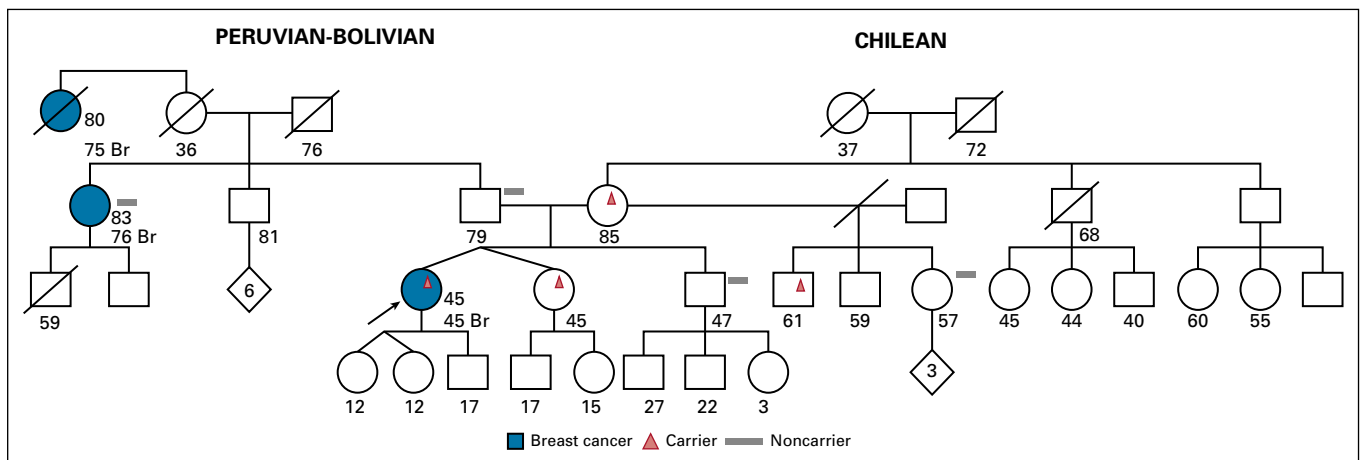 PERUVIAN-BOLIVIAN CHILEAN
80
75 Br 36 76 37 72
83
76 Br 81 79 85 68
6
59 45
45 Br 45 47 61 59 57 45 44 40 60 55
3
12 12 17 17 15 27 22 3
Breast cancer Carrier Noncarrier